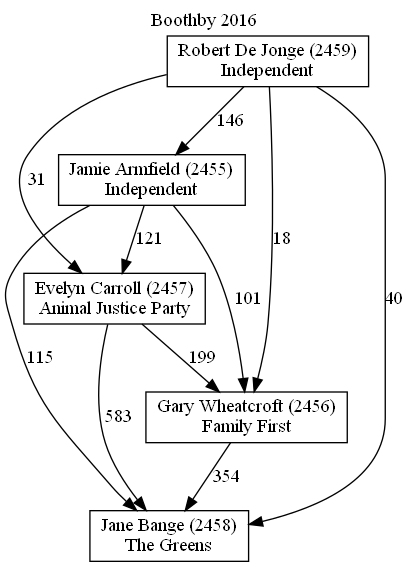 Boothby 2016
Robert De Jonge (2459)
Independent
146
Jamie Armfield (2455)
Independent
31
121
18
Evelyn Carroll (2457)
Animal Justice Party
101
40
115
199
583
Gary Wheatcroft (2456)
Family First
354
Jane Bange (2458)
The Greens